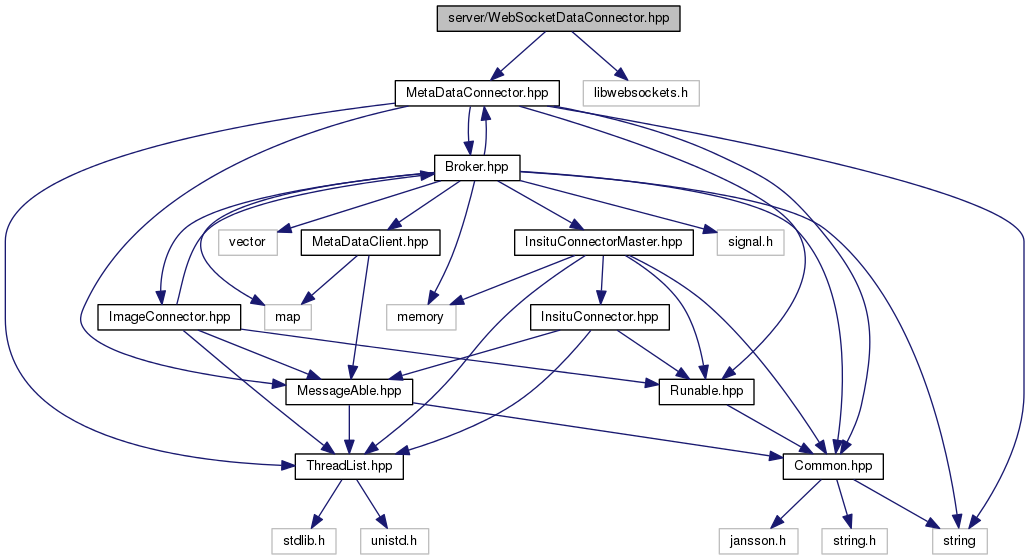 server/WebSocketDataConnector.hpp
MetaDataConnector.hpp
libwebsockets.h
Broker.hpp
vector
MetaDataClient.hpp
InsituConnectorMaster.hpp
signal.h
ImageConnector.hpp
map
memory
InsituConnector.hpp
MessageAble.hpp
Runable.hpp
ThreadList.hpp
Common.hpp
stdlib.h
unistd.h
jansson.h
string.h
string